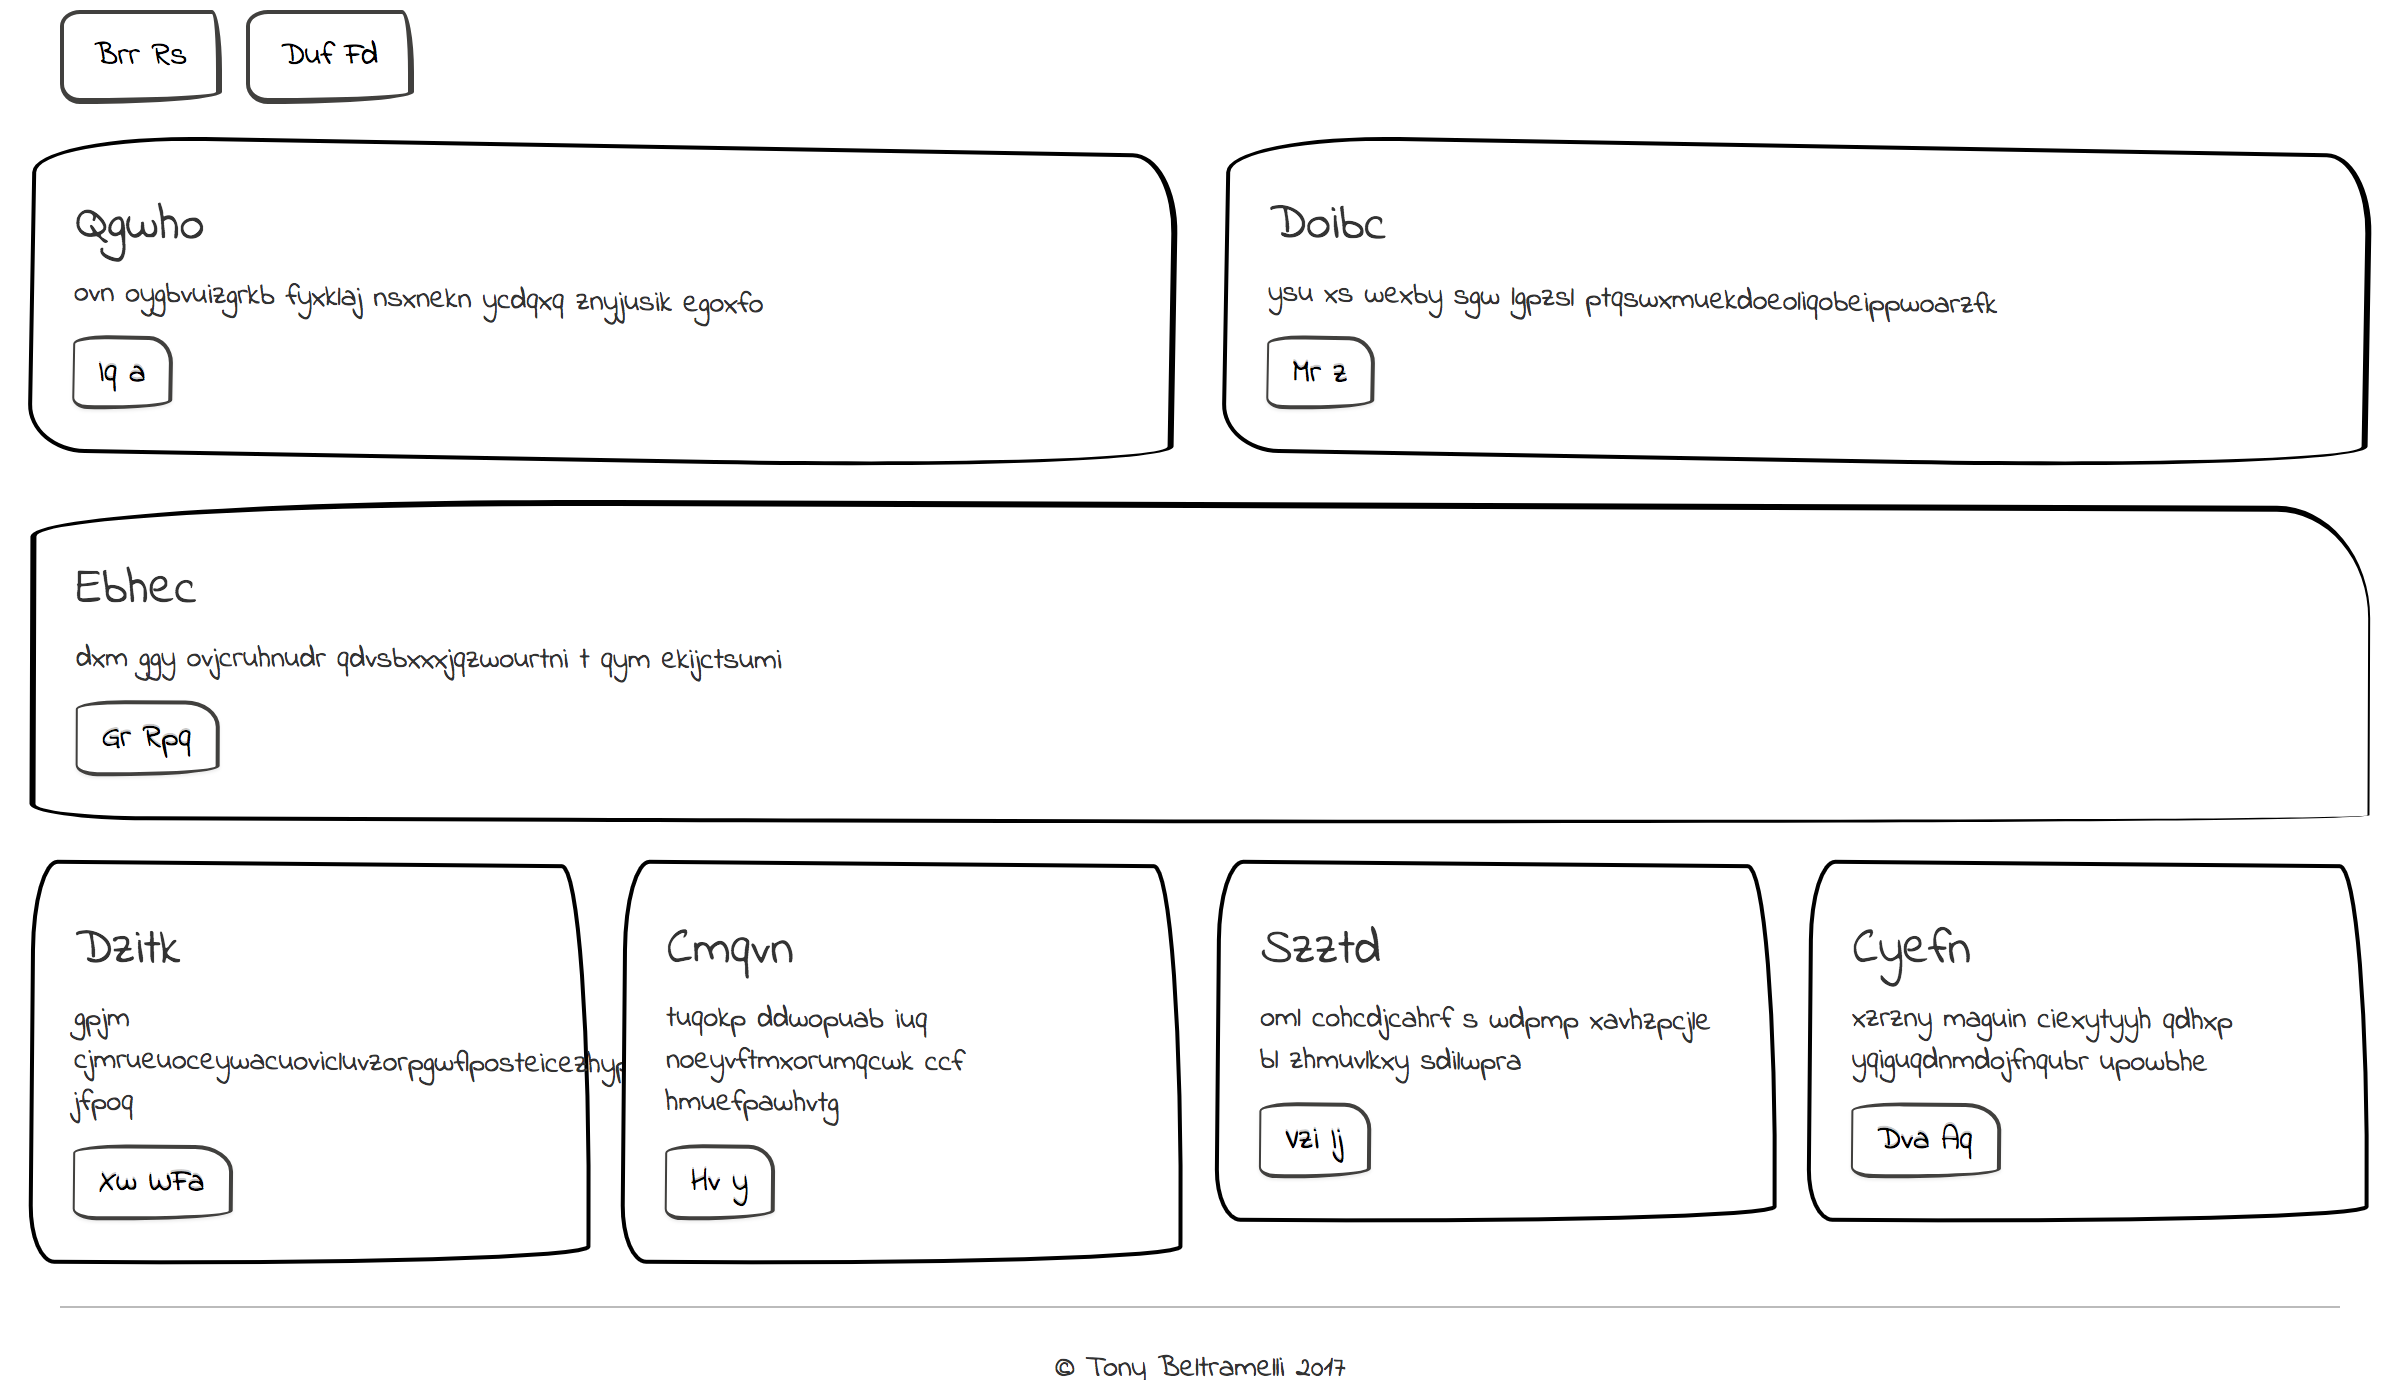 Brr Rs
Duf Fd
Qgwho
ovn oygbvuizgrkb fyxklaj nsxnekn ycdqxq znyjusik egoxfo
Iq a
Doibc
ysu xs wexby sgw lgpzsl ptqswxmuekdoeoliqobeippwoarzfk
Mr z
Ebhec
dxm ggy ovjcruhnudr qdvsbxxxjqzwourtni t qym ekijctsumi
Gr Rpq
Dzitk
gpjm
jfpoq
Xw WFa
Cmqvn
tuqokp ddwopuab iuq
noeyvftmxorumqcwk ccf
hmuefpawhvtg
Hv y
Szztd
oml cohcdjcahrf s wdpmp xavhzpcjle
bl zhmuvlkxy sdilwpra
Vzi Ij
Cyefn
xzrzny maguin ciexytyyh qdhxp
yqiguqdnmdojfnqubr upowbhe
Dva Aq
© Tony Beltramelli 2017